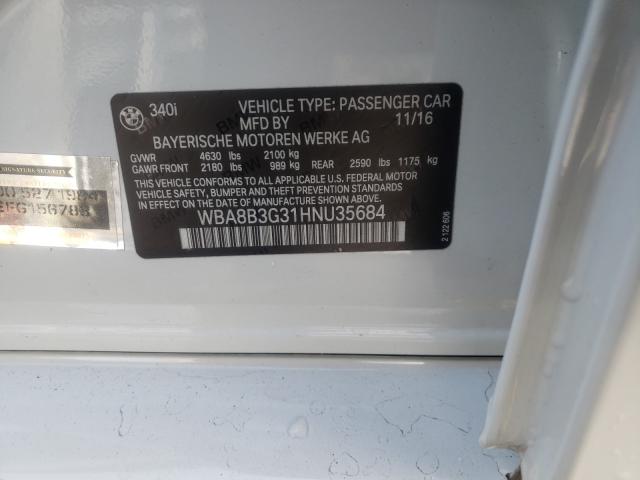 BMW
340i
VEHICLE TYPE: PASSENGER CAR
MFD BY 11/16
BAYERISCHE MOTOREN WERKE AG
GVWR 4630 lbs 2100 kg
GAWR FRONT 2180 lbs 989 kg REAR 2590 lbs 1175 kg
THIS VEHICLE CONFORMS TO ALL APPLICABLE U.S. FEDERAL MOTOR
VEHICLE SAFETY, BUMPER AND THEFT PREVENTION STANDARDS IN
EFFECT ON THE DATE OF MANUFACTURE SHOWN ABOVE.
WBA8B3G31HNU35684
2 122 606
SIGNATURE SECURITY